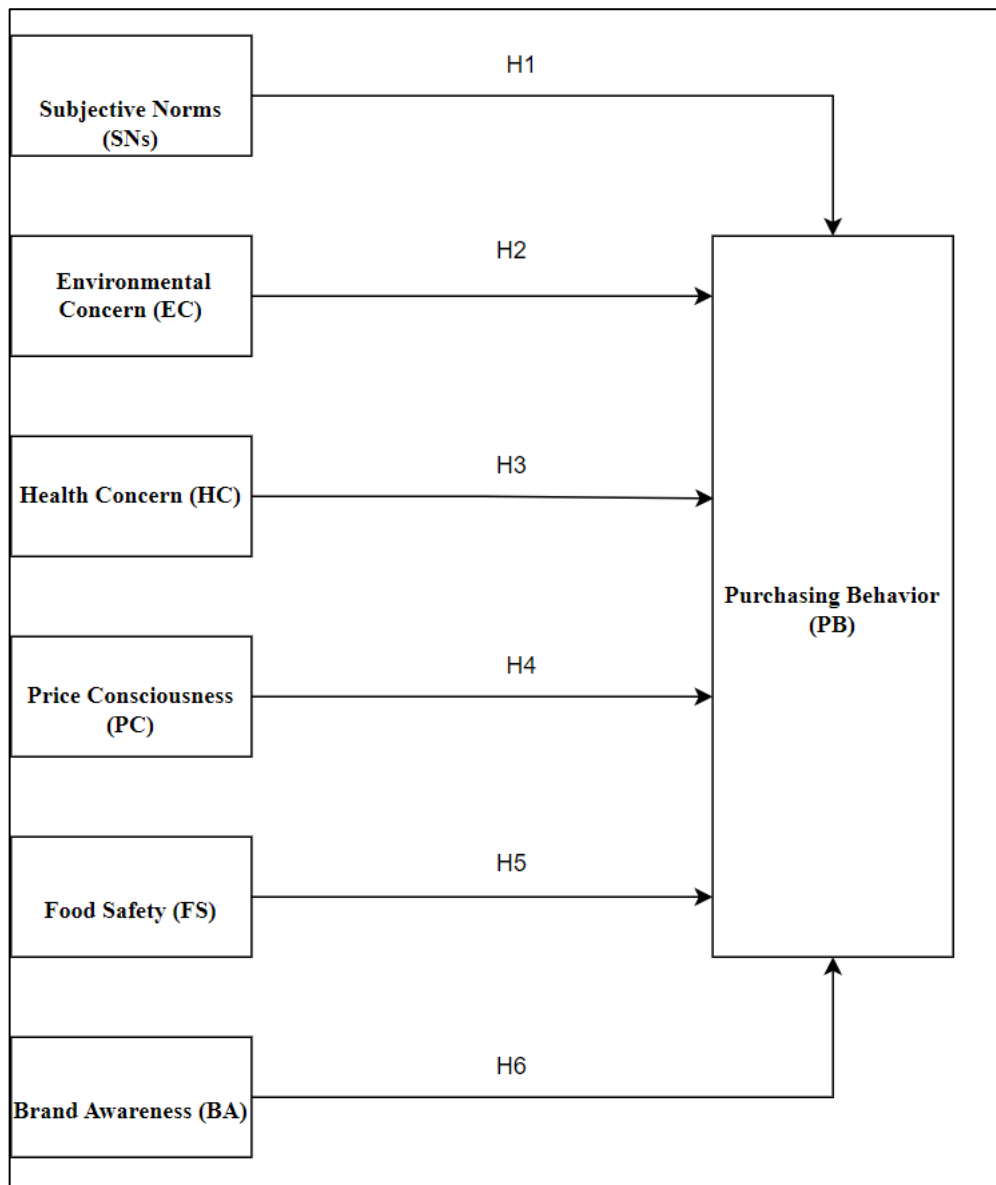 H1
Subjective Norms
(SNs)
H2
Environmental
Concern (EC)
H3
Health Concern (HC)
Purchasing Behavior
(PB)
H4
Price Consciousness
(PC)
H5
Food Safety (FS)
H6
Brand Awareness (BA)